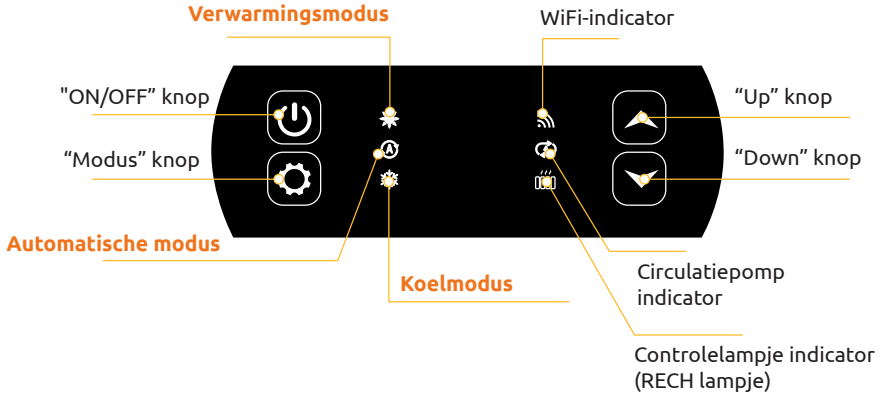 Verwarmingsmodus
WiFi-indicator
"ON/OFF” knop
“Up” knop
“Modus” knop
“Down” knop
A
Automatische modus
Koelmodus
Circulatiepomp
indicator
Controlelampje indicator
(RECH lampje)